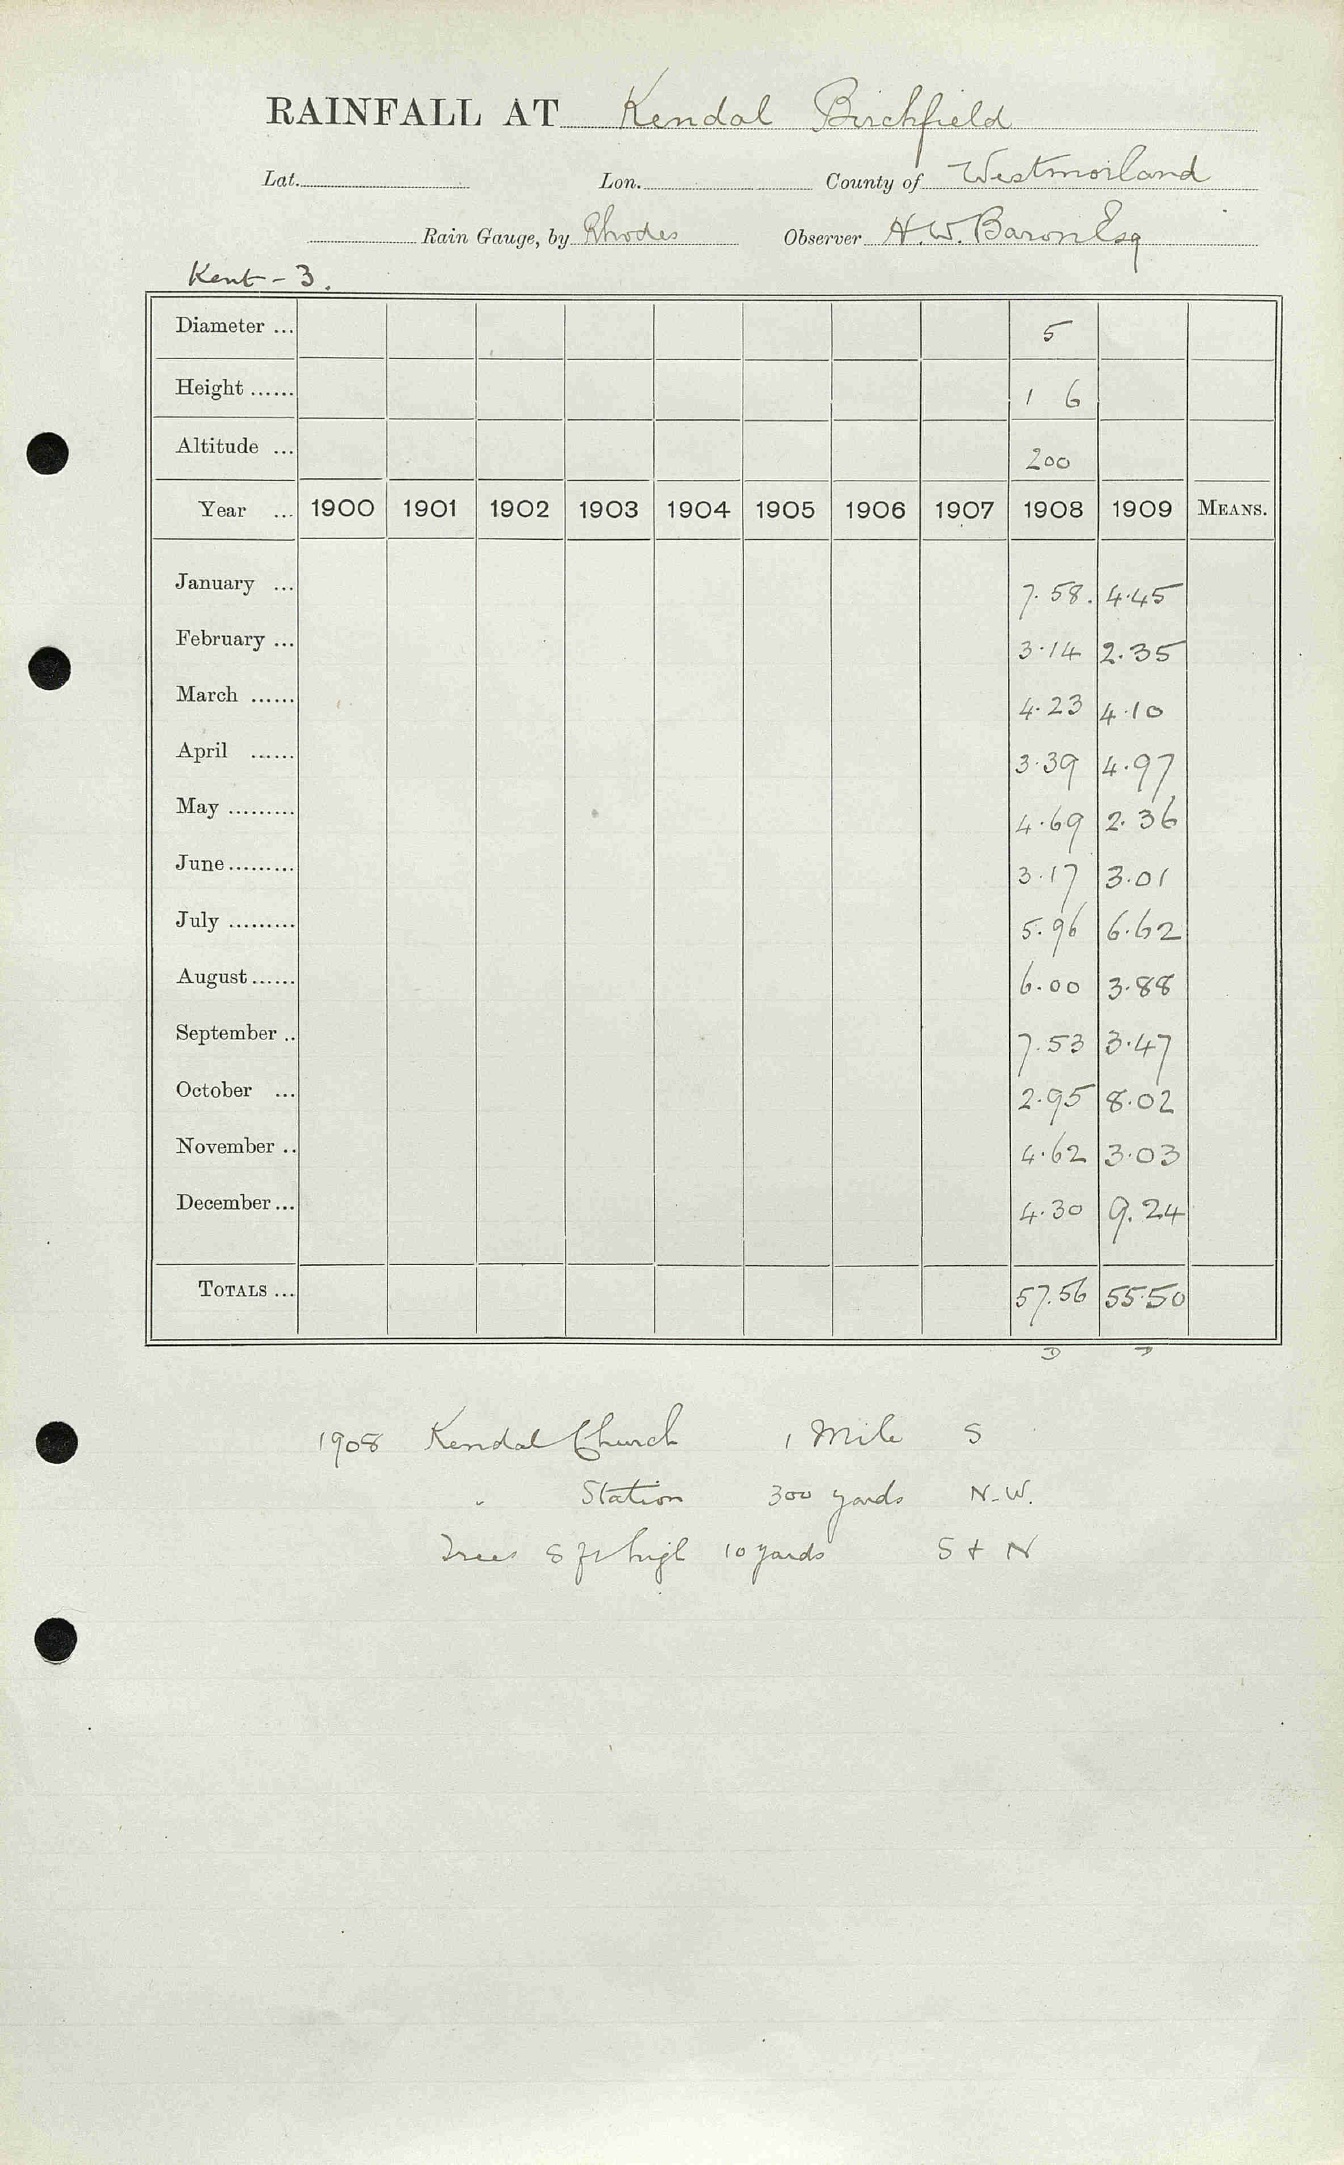 RAINFALL AT Kendal Birchfield
Lat. Lon. County of Westmorland
Rain Gauge, by Rhodes Observer H.W. Baron Esq
Kent - 3.
Diameter ... 5
Height ...... 1 6
Altitude ... 200
Year ... 1900 1901 1902 1903 1904 1905 1906 1907 1908 1909 MEANS.
January ... 7.58. 4.45
February ... 3.14 2.35
March ...... 4.23 4.10
April ...... 3.39 4.97
May ......... 4.69 2.36
June ......... 3.17 3.01
July ......... 5.96 6.62
August ...... 6.00 3.88
September .. 7.53 3.47
October ... 2.95 8.02
November .. 4.62 3.03
December ... 4.30 9.24
TOTALS ... 57.56 55.50
1908 Kendal Church 1 Mile S
" Station 300 yards N.W.
Trees 8 ft high 10 yards S + N